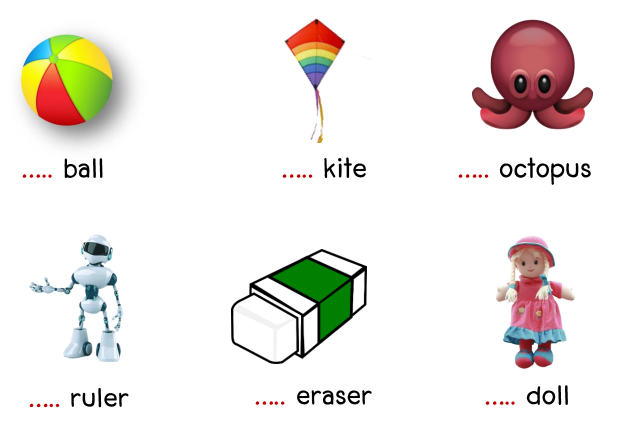 ..... ball
..... kite
..... octopus
..... ruler
..... eraser
..... doll